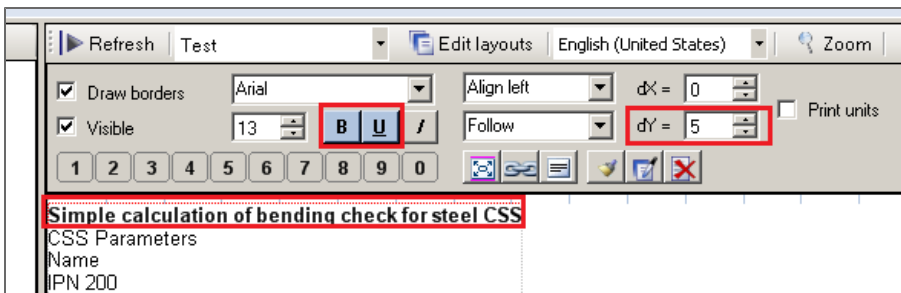 Refresh Test Edit layouts English (United States) Zoom
Draw borders Arial Align left dX = 0 Print units
Visible 13 B U I Follow dY = 5
1 2 3 4 5 6 7 8 9 0
Simple calculation of bending check for steel CSS
CSS Parameters
Name
IPN 200